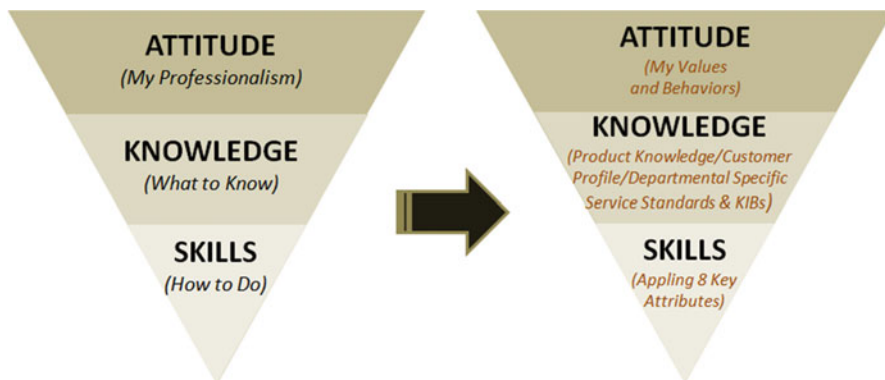 ATTITUDE
(My Professionalism)
KNOWLEDGE
(What to Know)
SKILLS
(How to Do)
ATTITUDE
(My Values
and Behaviors)
KNOWLEDGE
(Product Knowledge/Customer
Profile/Departmental Specific
Service Standards & KIBs)
SKILLS
(Appling 8 Key
Attributes)